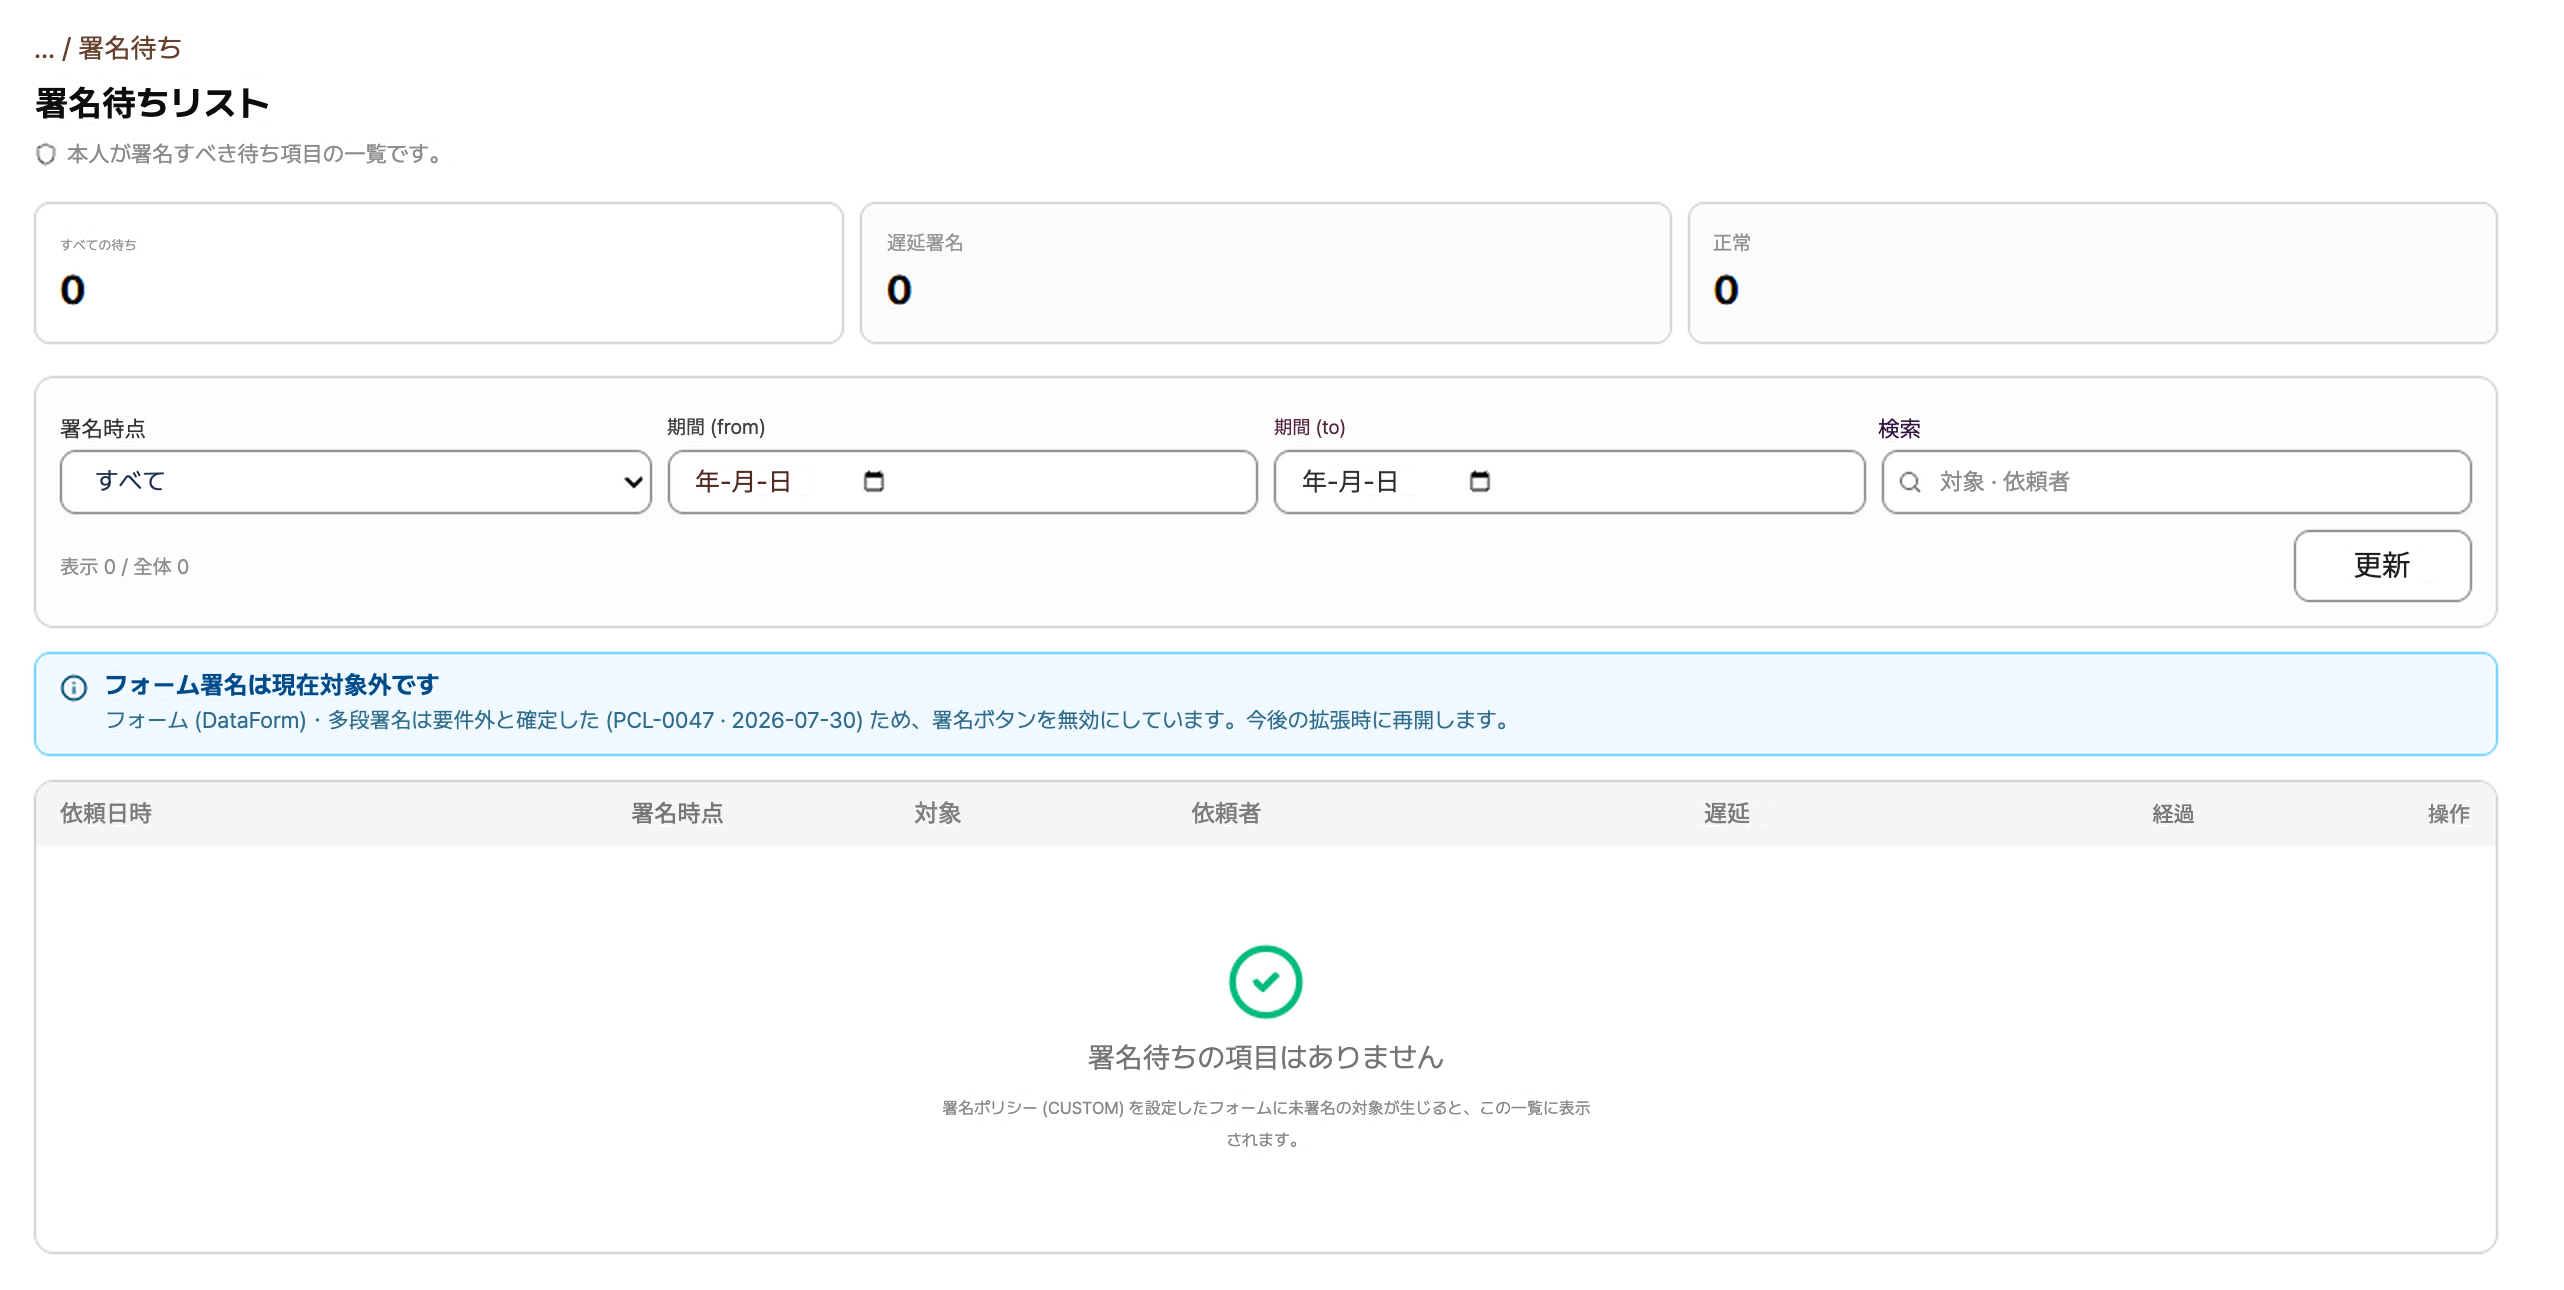 ... / 署名待ち
署名待ちリスト
本人が署名すべき待ち項目の一覧です。
すべての待ち
0
遅延署名
0
正常
0
署名時点
すべて
期間 (from)
年-月-日
期間 (to)
年-月-日
検索
対象 · 依頼者
表示 0 / 全体 0
更新
フォーム署名は現在対象外です
フォーム (DataForm)・多段署名は要件外と確定した (PCL-0047 · 2026-07-30) ため、署名ボタンを無効にしています。今後の拡張時に再開します。
依頼日時 署名時点 対象 依頼者 遅延 経過 操作
署名待ちの項目はありません
署名ポリシー (CUSTOM) を設定したフォームに未署名の対象が生じると、この一覧に表示
されます。